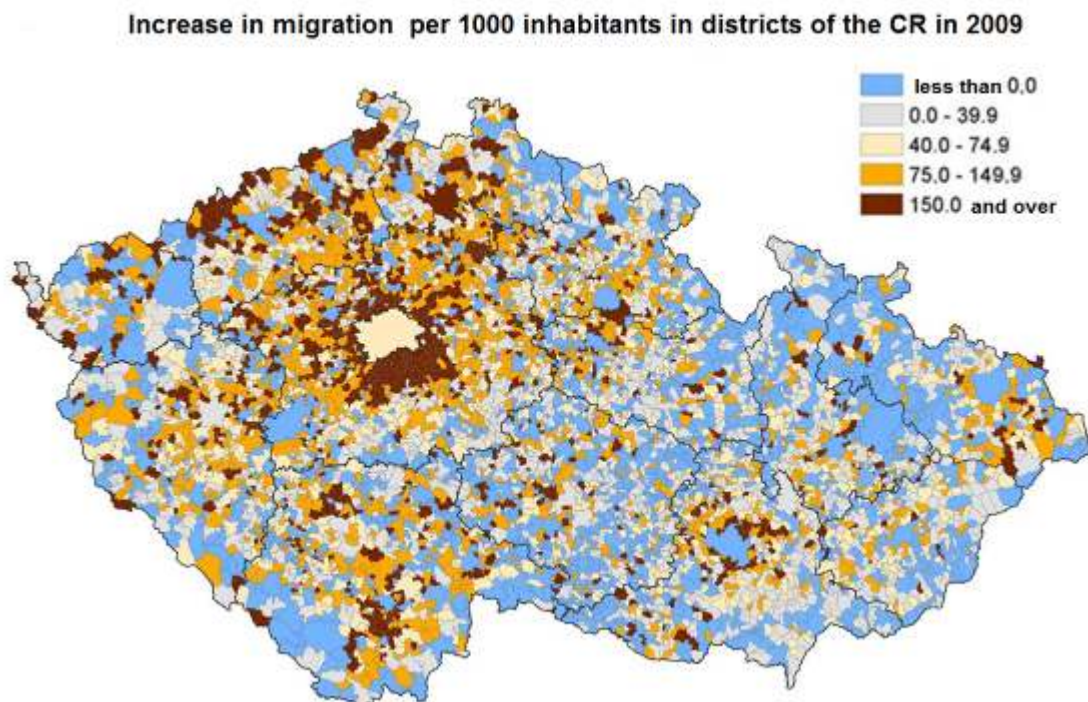 Increase in migration per 1000 inhabitants in districts of the CR in 2009
less than 0,0
0.0 - 39.9
40.0 - 74.9
75.0 - 149.9
150.0 and over